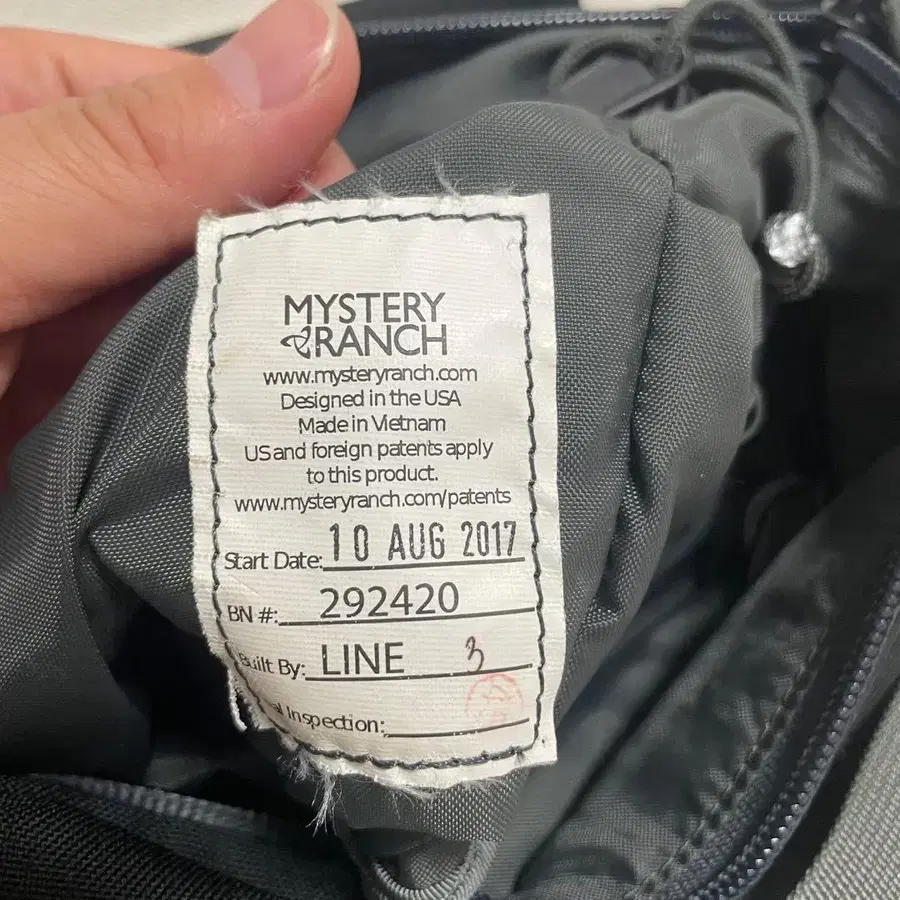 MYSTERY
RANCH
www.mysteryranch.com
Designed in the USA
Made in Vietnam
US and foreign patents apply
to this product.
www.mysteryranch.com/patents
Start Date: 10 AUG 2017
BN #: 292420
Built By: LINE 3
Inspection: